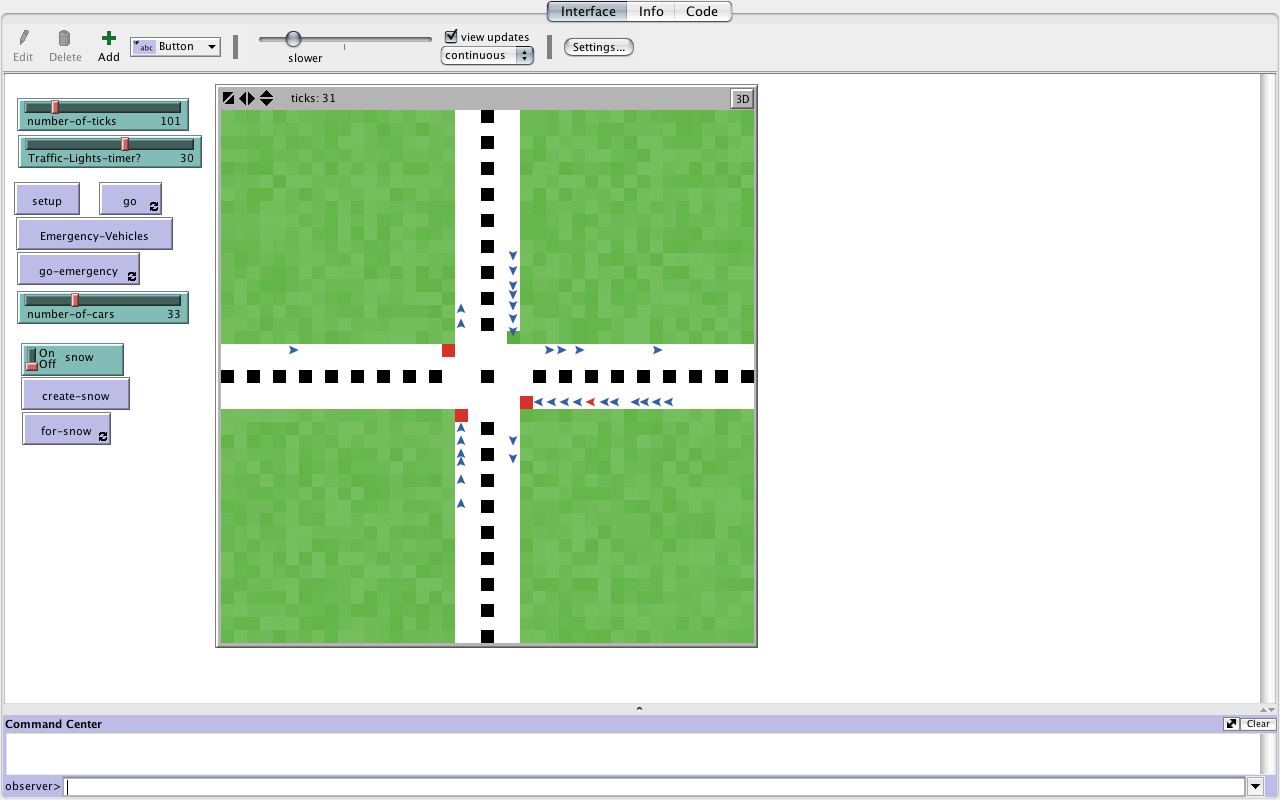 Interface Info Code
Edit Delete Add abc Button slower view updates continuous Settings...
ticks: 31 3D
number-of-ticks 101
Traffic-Lights-timer? 30
setup go
Emergency-Vehicles
go-emergency
number-of-cars 33
On
Off snow
create-snow
for-snow
Command Center Clear
observer>